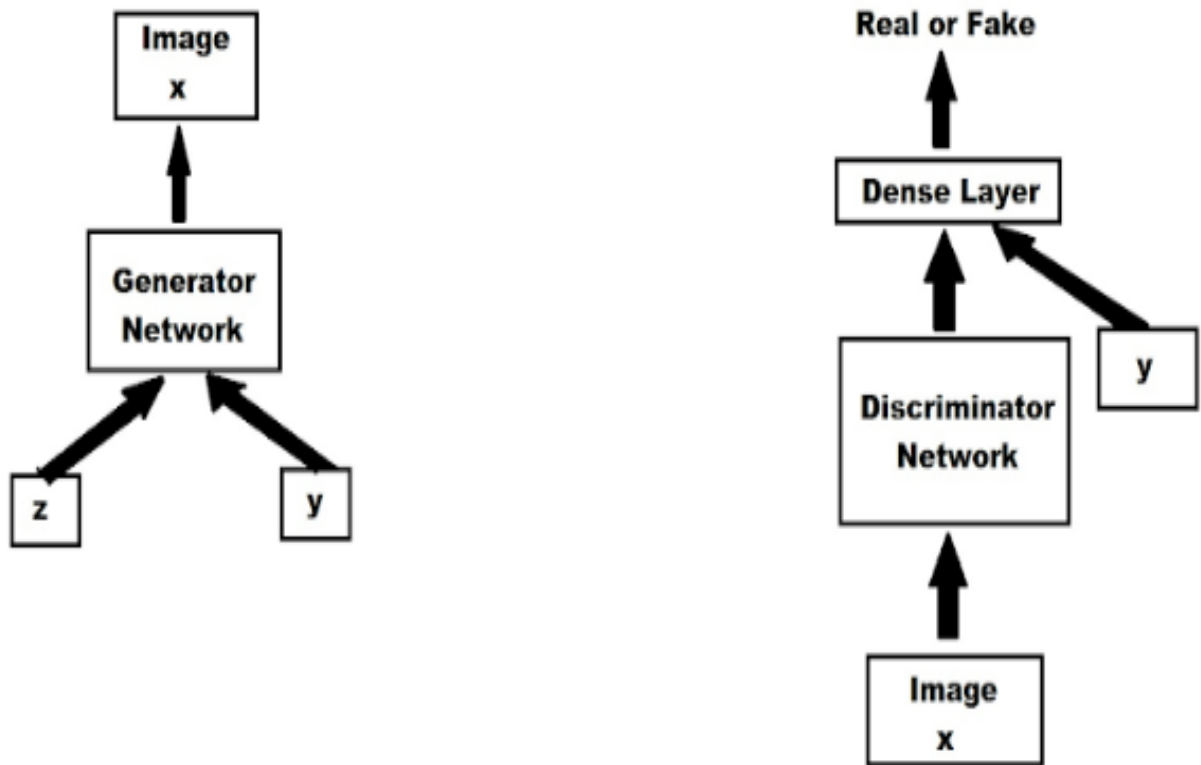 Image
x
Generator
Network
z
y
Real or Fake
Dense Layer
y
Discriminator
Network
Image
x